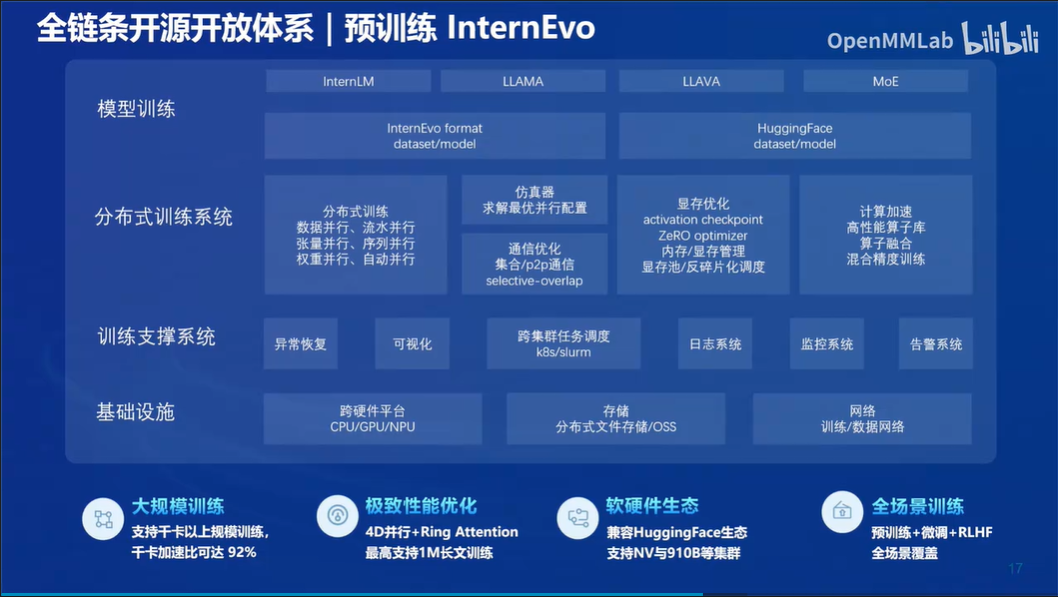 全链条开源开放体系 | 预训练 InternEvo
OpenMMLab bilibili
模型训练
InternLM
LLAMA
LLAVA
MoE
InternEvo format
dataset/model
HuggingFace
dataset/model
分布式训练系统
分布式训练
数据并行、流水并行
张量并行、序列并行
权重并行、自动并行
仿真器
求解最优并行配置
通信优化
集合/p2p通信
selective-overlap
显存优化
activation checkpoint
ZeRO optimizer
内存/显存管理
显存池/反碎片化调度
计算加速
高性能算子库
算子融合
混合精度训练
训练支撑系统
异常恢复
可视化
跨集群任务调度
k8s/slurm
日志系统
监控系统
告警系统
基础设施
跨硬件平台
CPU/GPU/NPU
存储
分布式文件存储/OSS
网络
训练/数据网络
大规模训练
支持千卡以上规模训练,
千卡加速比可达 92%
极致性能优化
4D并行+Ring Attention
最高支持1M长文训练
软硬件生态
兼容HuggingFace生态
支持NV与910B等集群
全场景训练
预训练+微调+RLHF
全场景覆盖
17